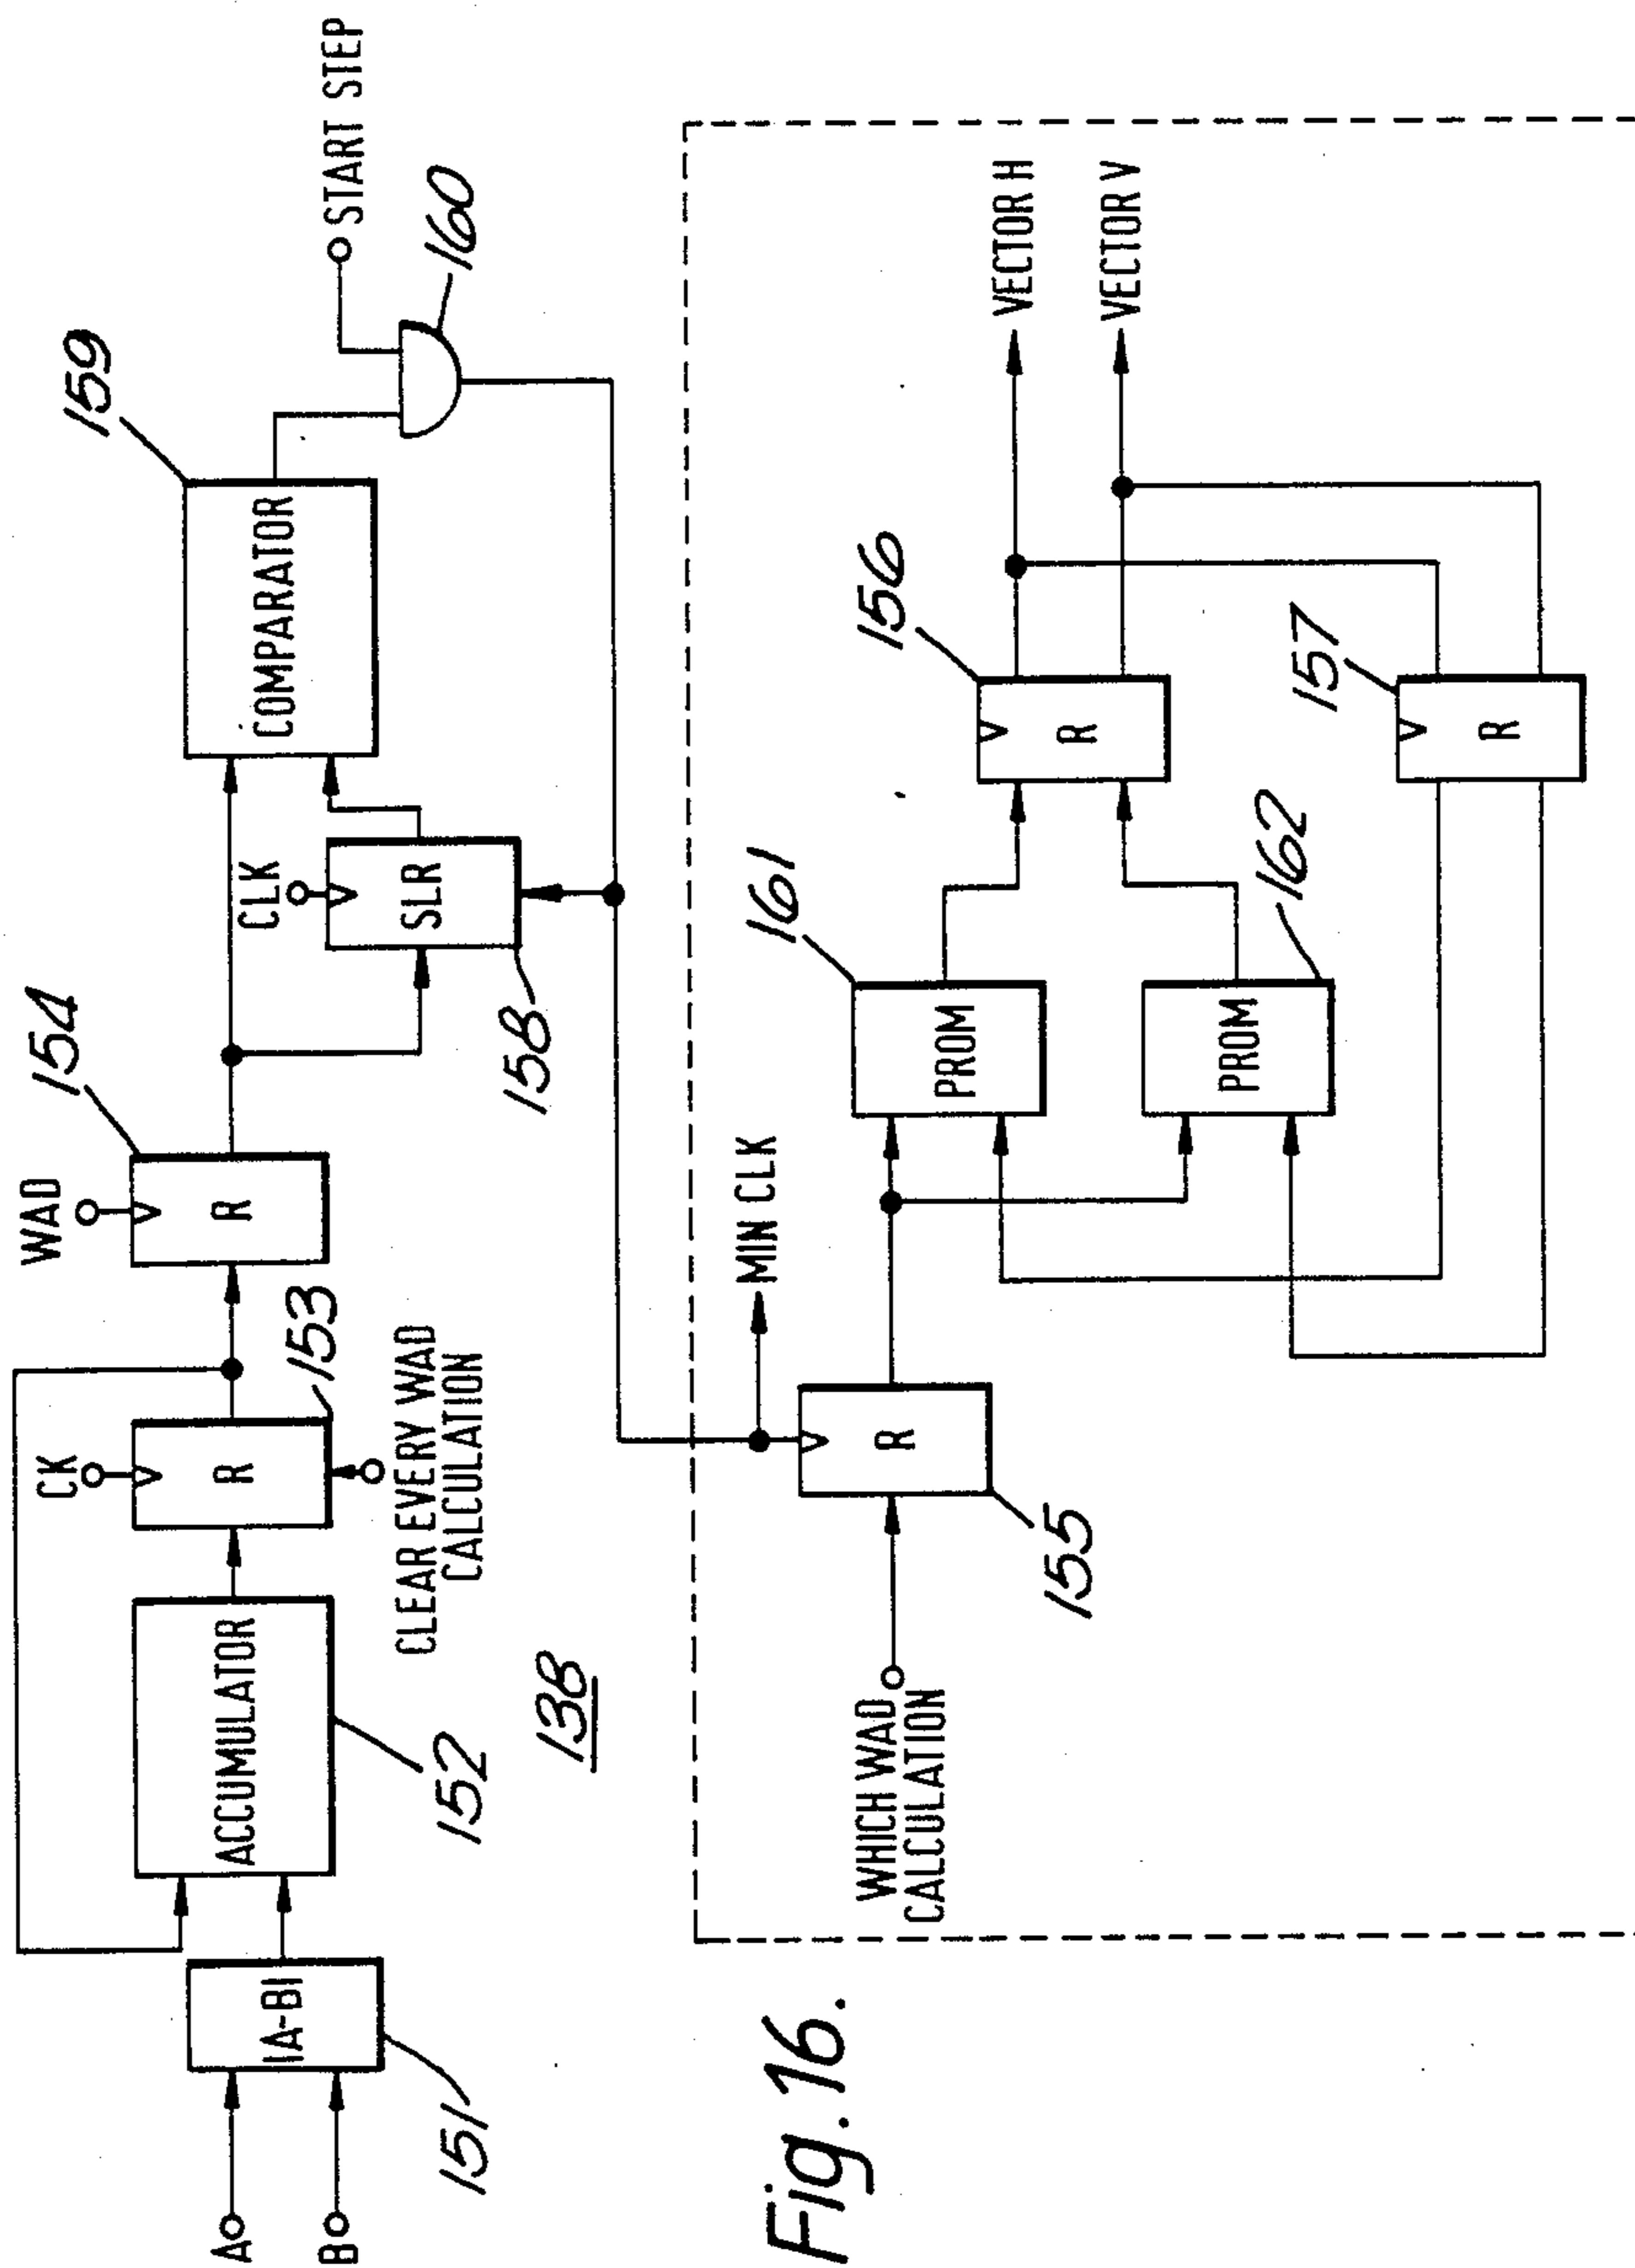 A
B
IA-BI
151
ACCUMULATOR
152
CK
R
153
CLEAR EVERY WAD
CALCULATION
WAD
R
154
CLK
SLR
158
COMPARATOR
159
START STEP
160
138
WHICH WAD
CALCULATION
R
155
MIN CLK
PROM
161
PROM
162
R
156
R
157
VECTOR H
VECTOR V
Fig. 16.